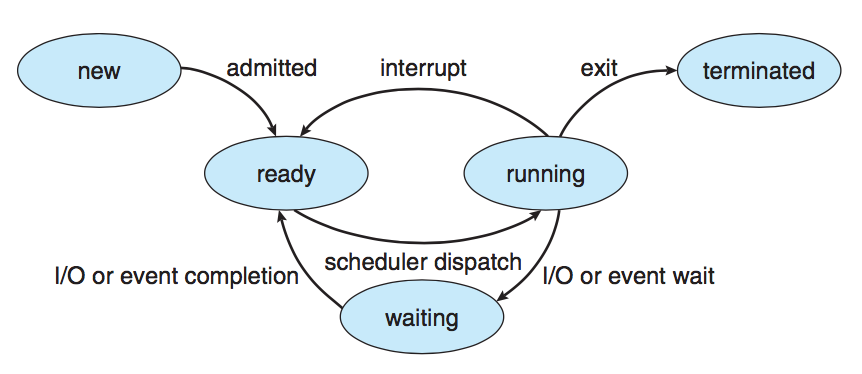 new
admitted
interrupt
exit
terminated
ready
running
scheduler dispatch
I/O or event completion
I/O or event wait
waiting